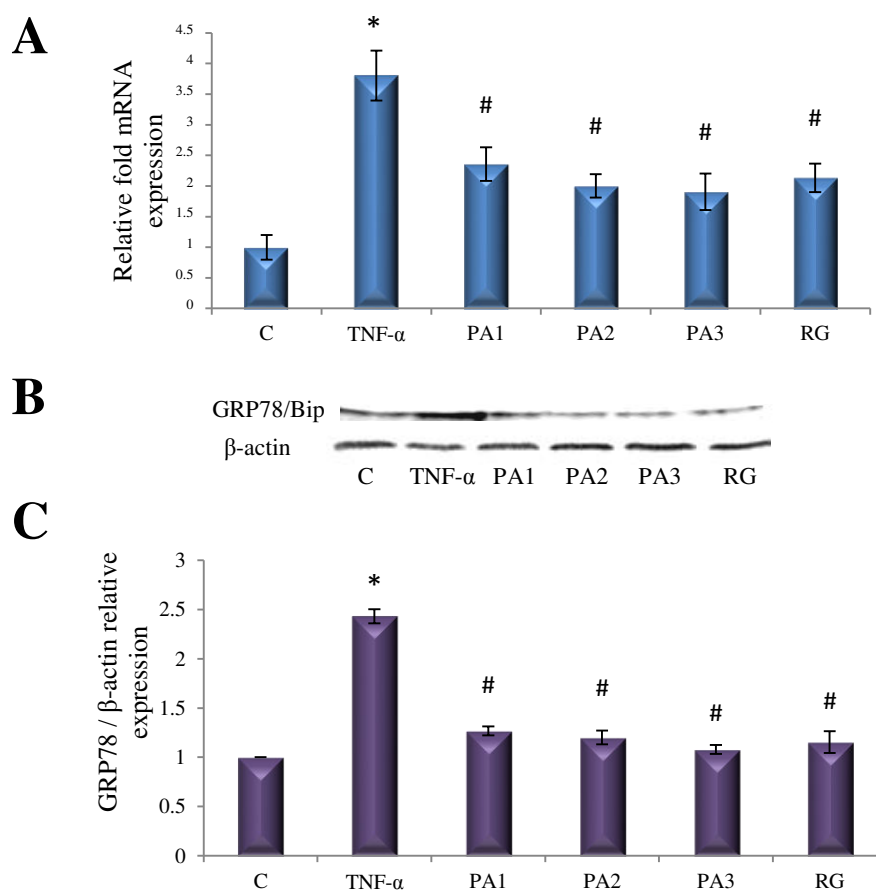 A
Relative fold mRNA
expression
4.5
4
3.5
3
2.5
2
1.5
1
0.5
0
*
#
#
#
#
C
TNF-α
PA1
PA2
PA3
RG
B
GRP78/Bip
β-actin
C
TNF-α
PA1
PA2
PA3
RG
C
GRP78 / β-actin relative
expression
3
2.5
2
1.5
1
0.5
0
*
#
#
#
#
C
TNF-α
PA1
PA2
PA3
RG